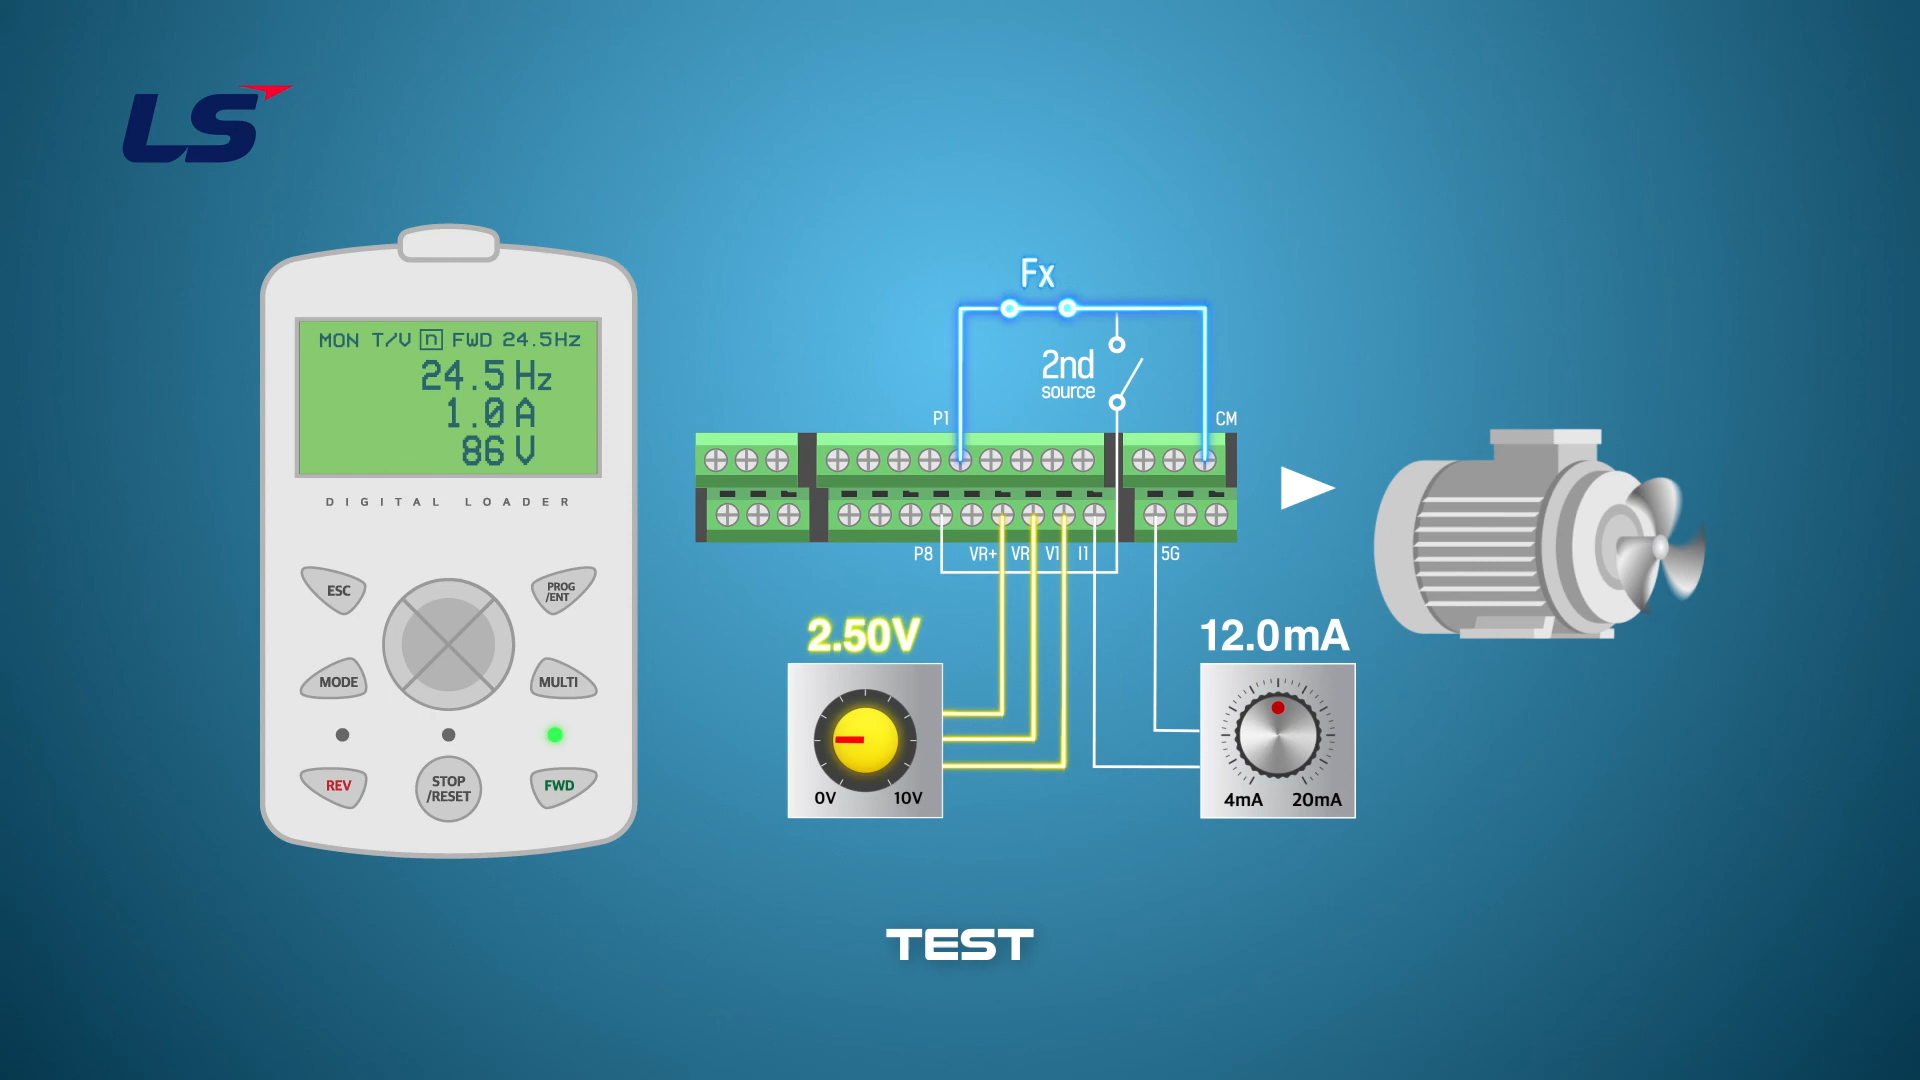 LS
MON T/V n FWD 24.5Hz
24.5 Hz
1.0 A
86 V
DIGITAL LOADER
ESC
PROG
/ENT
MODE
MULTI
REV
STOP
/RESET
FWD
Fx
2nd
source
P1
CM
P8
VR+
VR
V1
I1
5G
2.50V
0V
10V
12.0mA
4mA
20mA
TEST